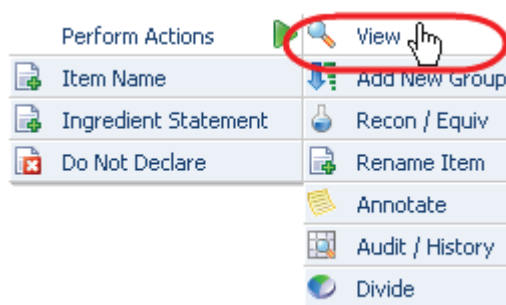 Perform Actions
Item Name
Ingredient Statement
Do Not Declare
View
Add New Group
Recon / Equiv
Rename Item
Annotate
Audit / History
Divide